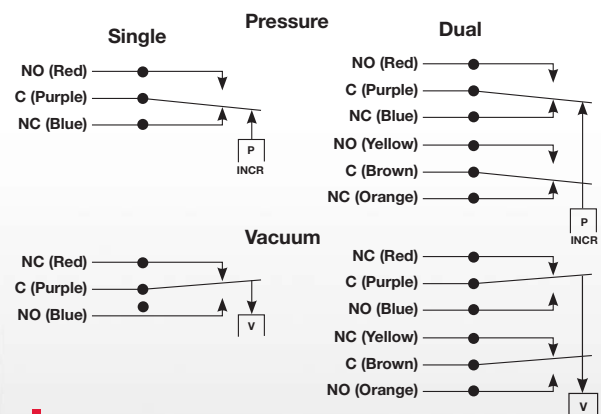 Pressure
Single
NO (Red)
C (Purple)
NC (Blue)
P
INCR
Dual
NO (Red)
C (Purple)
NC (Blue)
NO (Yellow)
C (Brown)
NC (Orange)
P
INCR
Vacuum
NC (Red)
C (Purple)
NO (Blue)
V
NC (Red)
C (Purple)
NO (Blue)
NC (Yellow)
C (Brown)
NO (Orange)
V